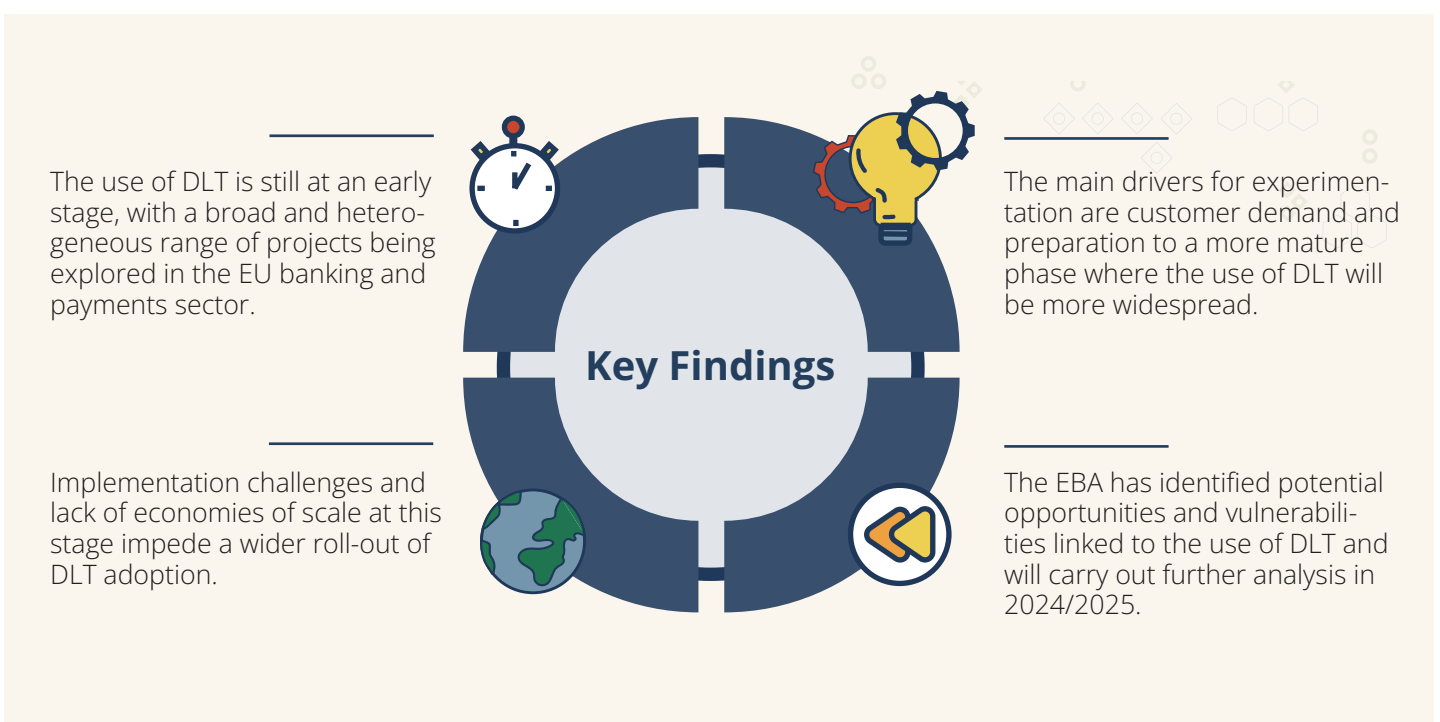 The use of DLT is still at an early
stage, with a broad and hetero-
geneous range of projects being
explored in the EU banking and
payments sector.
The main drivers for experimen-
tation are customer demand and
preparation to a more mature
phase where the use of DLT will
be more widespread.
Key Findings
Implementation challenges and
lack of economies of scale at this
stage impede a wider roll-out of
DLT adoption.
The EBA has identified potential
opportunities and vulnerabili-
ties linked to the use of DLT and
will carry out further analysis in
2024/2025.